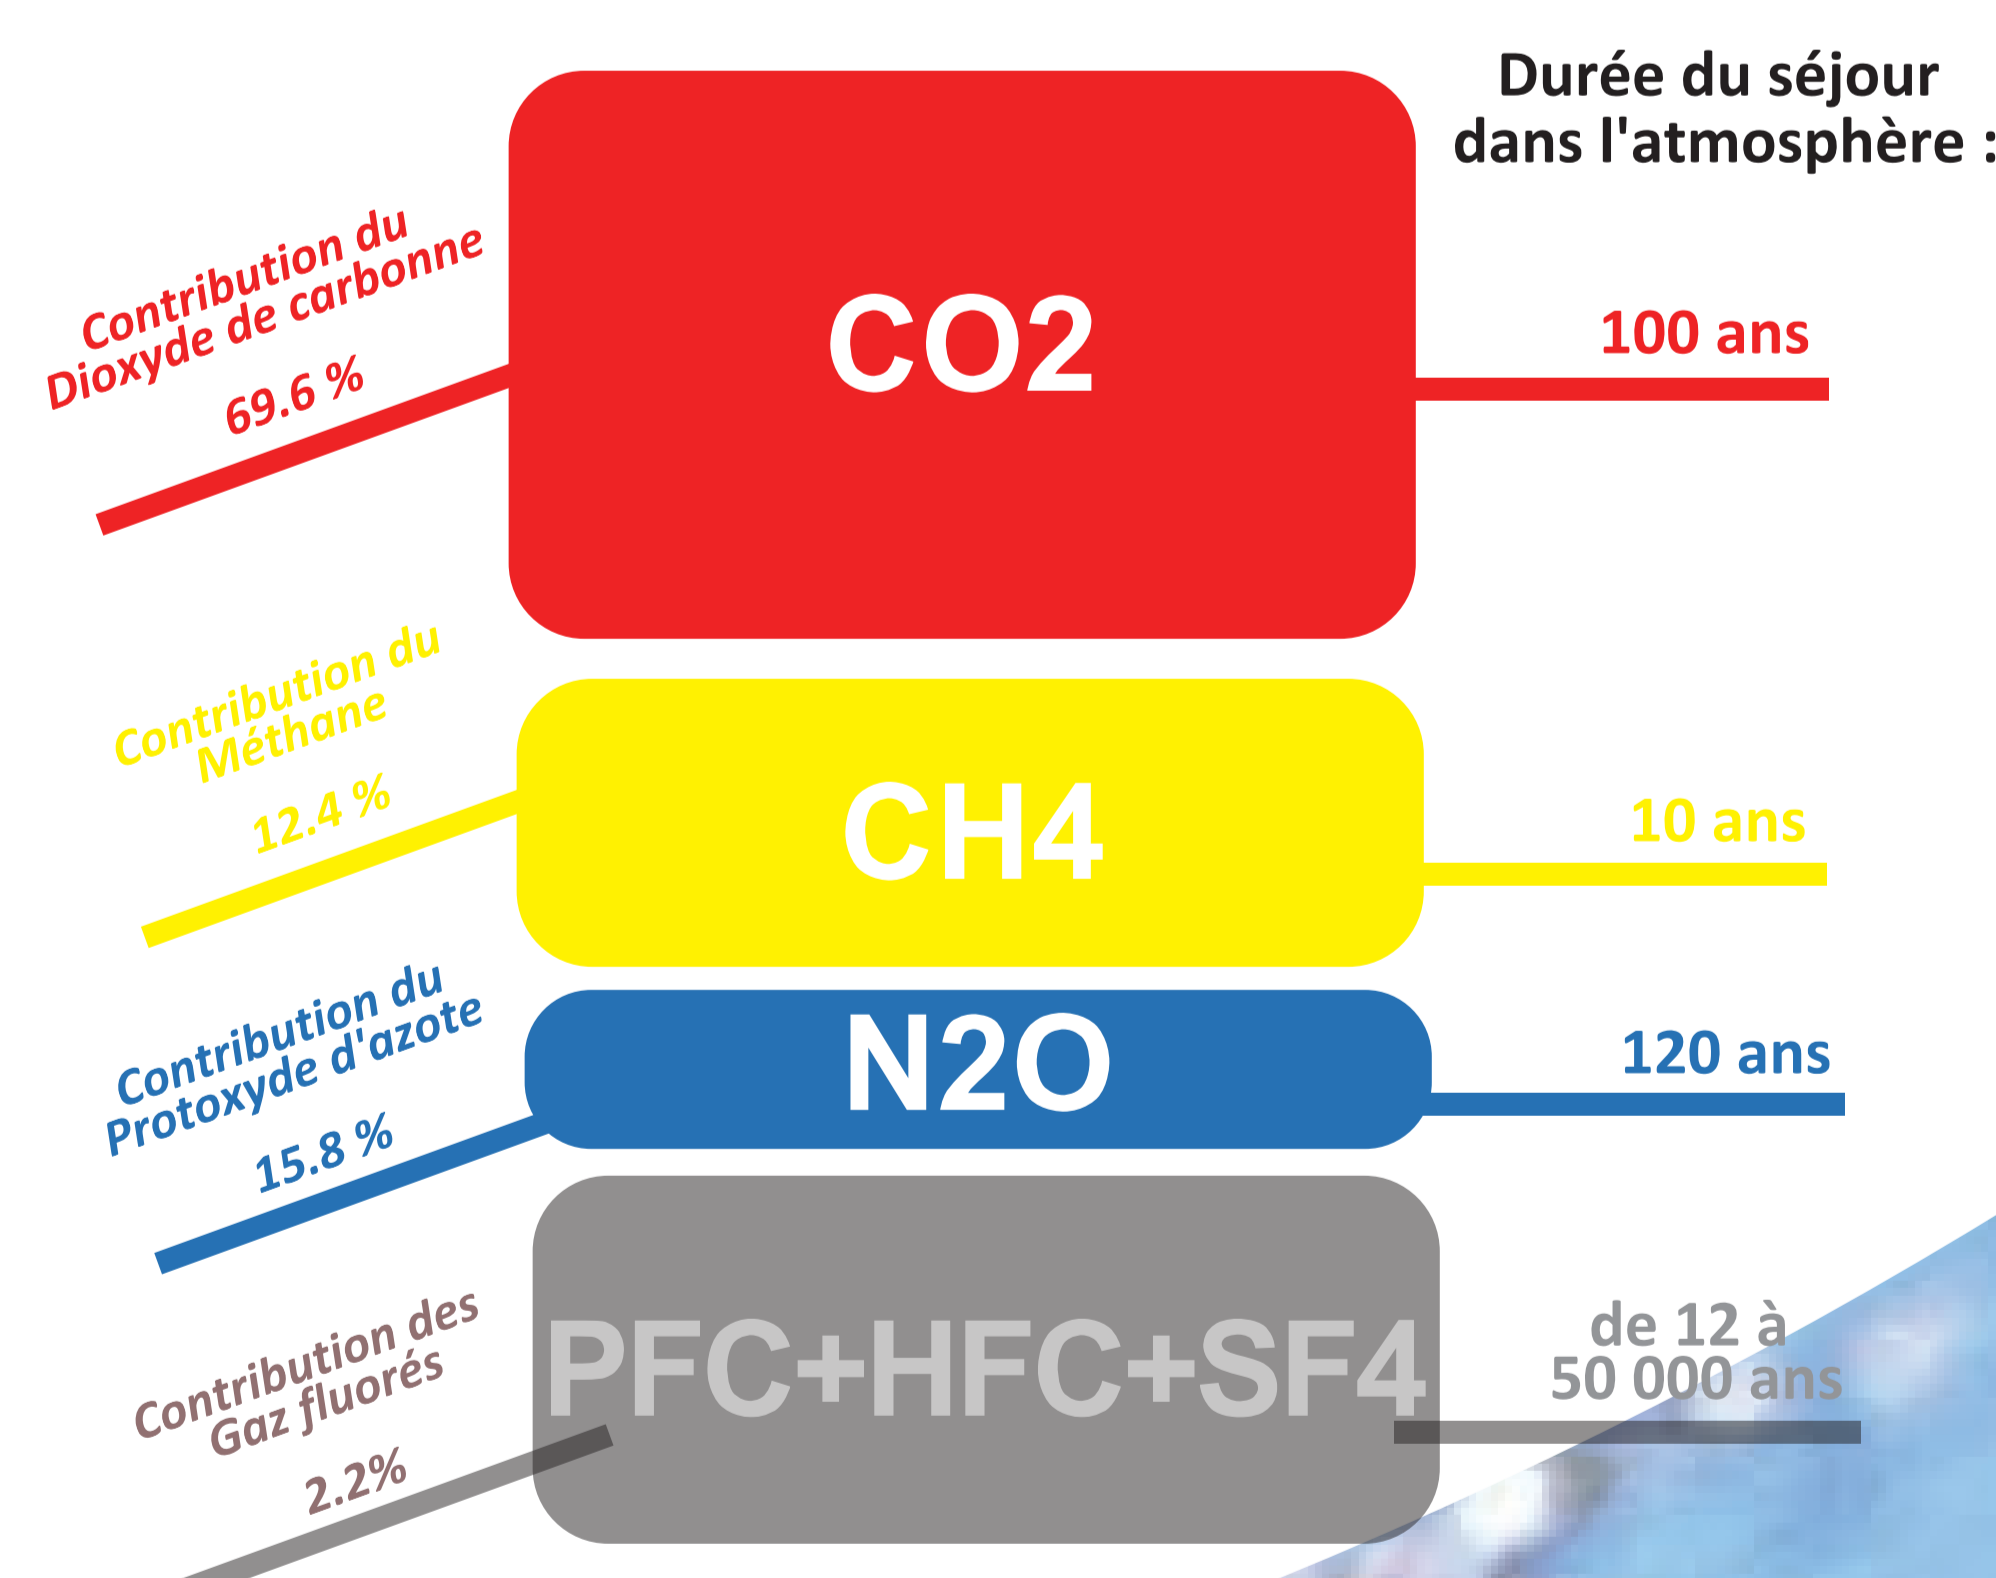 Durée du séjour
dans l'atmosphère :
Contribution du
Dioxyde de carbonne
69.6 %
CO2
100 ans
Contribution du
Méthane
12.4 %
CH4
10 ans
Contribution du
Protoxyde d'azote
15.8 %
N2O
120 ans
Contribution des
Gaz fluorés
2.2%
PFC+HFC+SF4
de 12 à
50 000 ans